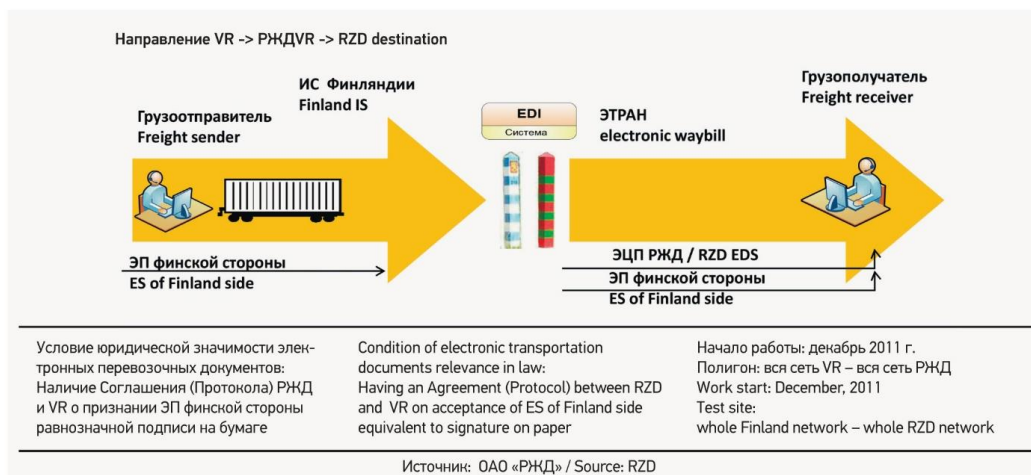 Направление VR -> РЖДVR -> RZD destination
ИС Финляндии
Finland IS
Грузоотправитель
Freight sender
EDI
Система
ЭТРАН
electronic waybill
Грузополучатель
Freight receiver
ЭП финской стороны
ES of Finland side
ЭЦП РЖД / RZD EDS
ЭП финской стороны
ES of Finland side
Условие юридической значимости элек-
тронных перевозочных документов:
Наличие Соглашения (Протокола) РЖД
и VR о признании ЭП финской стороны
равнозначной подписи на бумаге
Condition of electronic transportation
documents relevance in law:
Having an Agreement (Protocol) between RZD
and VR on acceptance of ES of Finland side
equivalent to signature on paper
Начало работы: декабрь 2011 г.
Полигон: вся сеть VR – вся сеть РЖД
Work start: December, 2011
Test site:
whole Finland network – whole RZD network
Источник: ОАО «РЖД» / Source: RZD